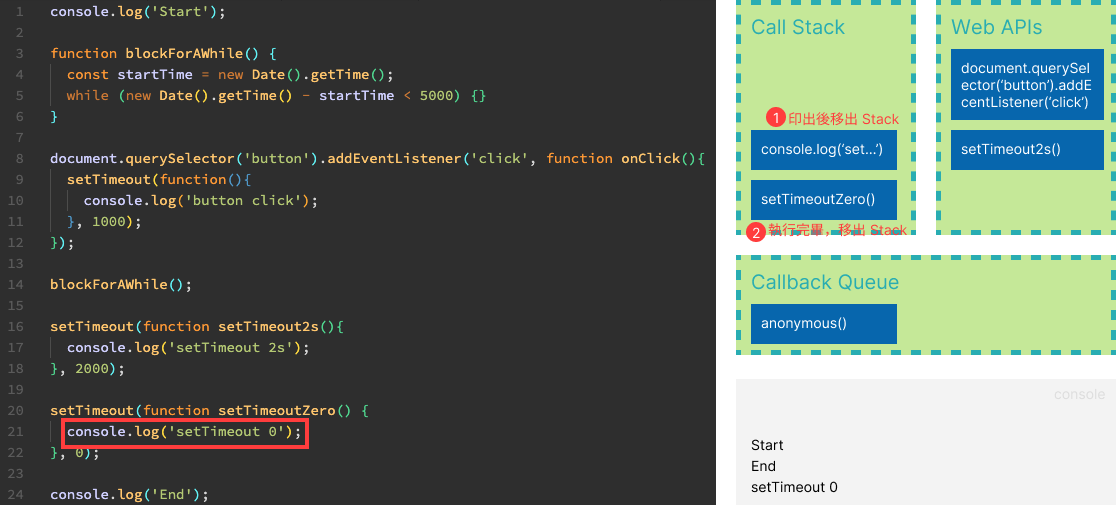 1 console.log('Start');
2
3 function blockForAWhile() {
4 const startTime = new Date().getTime();
5 while (new Date().getTime() - startTime < 5000) {}
6 }
7
8 document.querySelector('button').addEventListener('click', function onClick(){
9 setTimeout(function(){
10 console.log('button click');
11 }, 1000);
12 });
13
14 blockForAWhile();
15
16 setTimeout(function setTimeout2s(){
17 console.log('setTimeout 2s');
18 }, 2000);
19
20 setTimeout(function setTimeoutZero() {
21 console.log('setTimeout 0');
22 }, 0);
23
24 console.log('End');
Call Stack
1 印出後移出 Stack
console.log(‘set...’)
setTimeoutZero()
2 執行完畢，移出 Stack
Web APIs
document.querySel
ector(‘button’).addE
centListener(‘click’)
setTimeout2s()
Callback Queue
anonymous()
console
Start
End
setTimeout 0